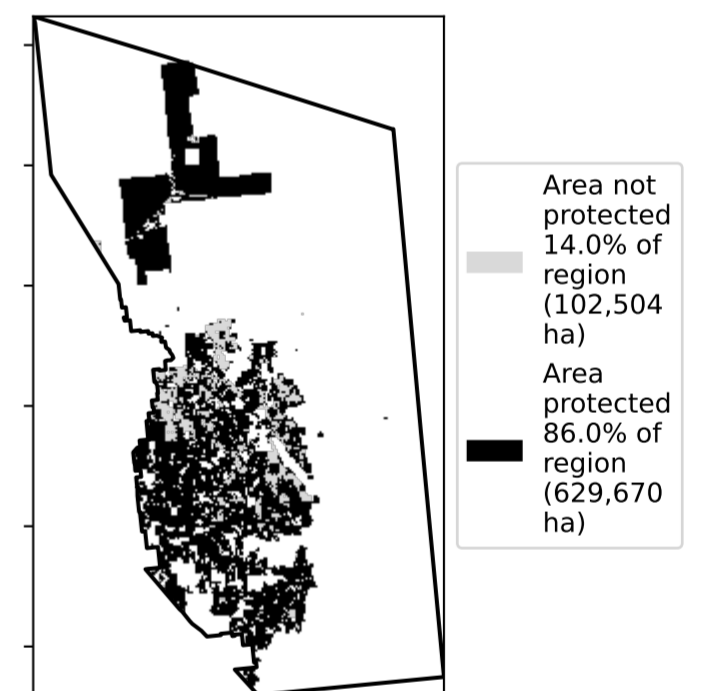 Area not
protected
14.0% of
region
(102,504
ha)
Area
protected
86.0% of
region
(629,670
ha)